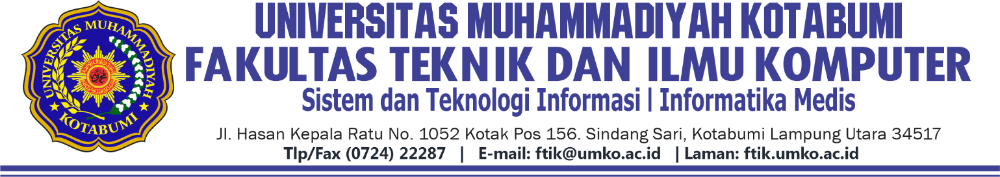 UNIVERSITAS MUHAMMADIYAH KOTABUMI
FAKULTAS TEKNIK DAN ILMU KOMPUTER
Sistem dan Teknologi Informasi | Informatika Medis
Jl. Hasan Kepala Ratu No. 1052 Kotak Pos 156. Sindang Sari, Kotabumi Lampung Utara 34517
Tlp/Fax (0724) 22287 | E-mail: ftik@umko.ac.id | Laman: ftik.umko.ac.id
UNIVERSITAS MUHAMMADIYAH
KOTABUMI